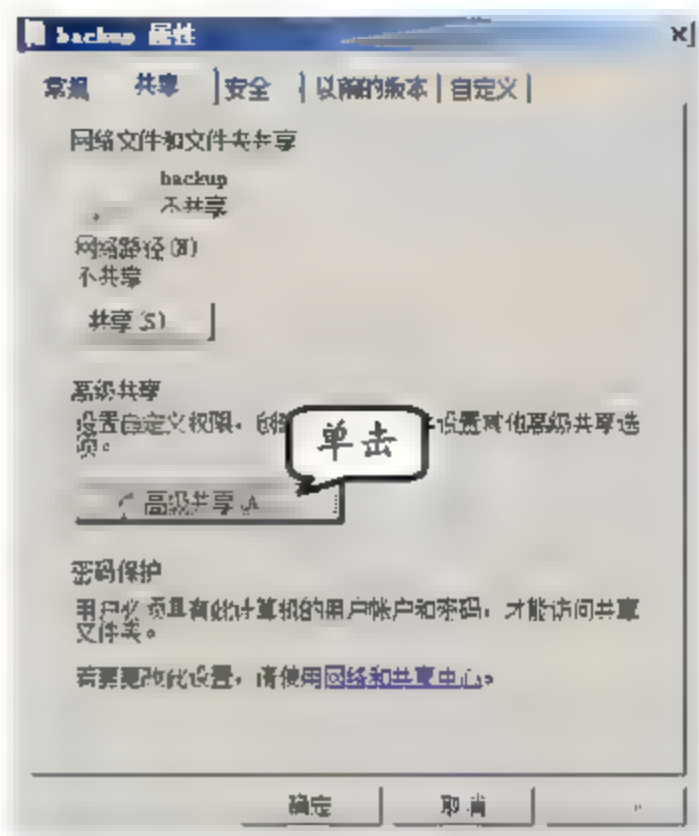 backup 属性
常规 共享 安全 以前的版本 自定义
网络文件和文件夹共享
backup
不共享
网络路径(N)
不共享
共享(S)
高级共享
设置自定义权限，创 设置其他高级共享选
项。
单击
高级共享
密码保护
用户必须具有此计算机的用户帐户和密码，才能访问共享
文件夹。
若要更改此设置，请使用网络和共享中心。
确定 取消